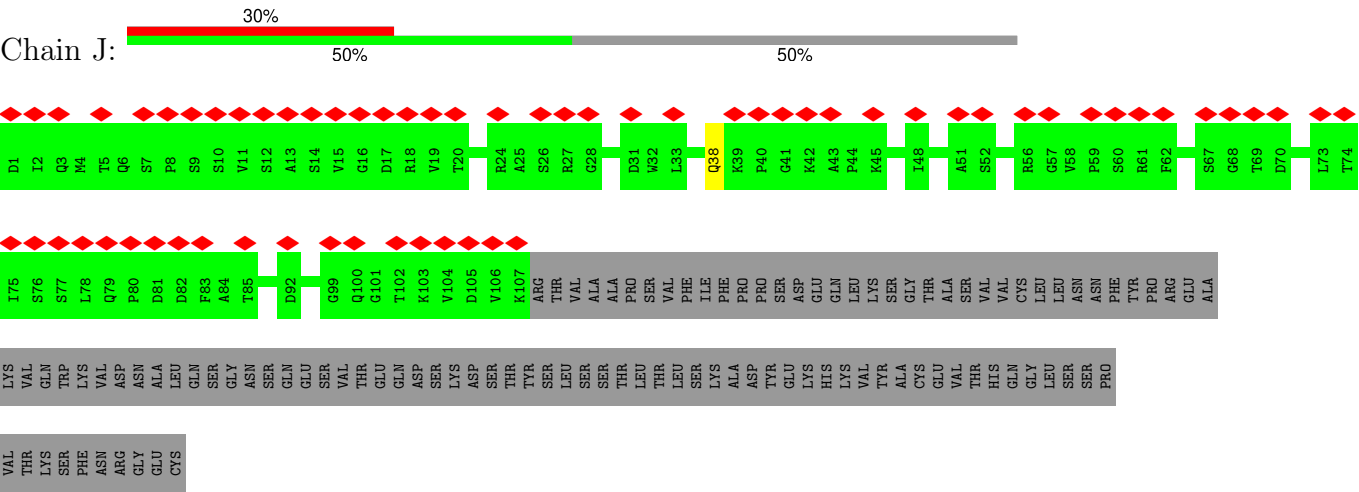 30%
Chain J:
50% 50%
D1 I2 Q3 M4 T5 Q6 S7 P8 S9 S10 V11 S12 A13 S14 V15 G16 D17 R18 V19 T20 R24 A25 S26 R27 G28 D31 W32 L33 Q38 K39 P40 G41 K42 A43 P44 K45 I48 A51 S52 R56 G57 V58 P59 S60 R61 F62 S67 G68 T69 D70 L73 T74
I75 S76 S77 L78 Q79 P80 D81 D82 F83 A84 T85 D92 G99 Q100 G101 T102 K103 V104 D105 V106 K107 ARG THR VAL ALA ALA PRO SER VAL PHE ILE PHE PRO PRO SER ASP GLU GLN LEU LYS SER GLY THR ALA SER VAL VAL CYS LEU LEU ASN ASN PHE TYR PRO ARG GLU ALA
LYS VAL GLN TRP LYS VAL ASP ASN ALA LEU GLN SER GLY ASN SER GLN GLU SER VAL THR GLU GLN ASP SER LYS ASP SER THR TYR SER LEU SER SER THR LEU THR LEU SER LYS ALA ASP TYR GLU LYS HIS LYS VAL TYR ALA CYS GLU VAL THR HIS GLN GLY LEU SER SER PRO
VAL THR LYS SER PHE ASN ARG GLY GLU CYS